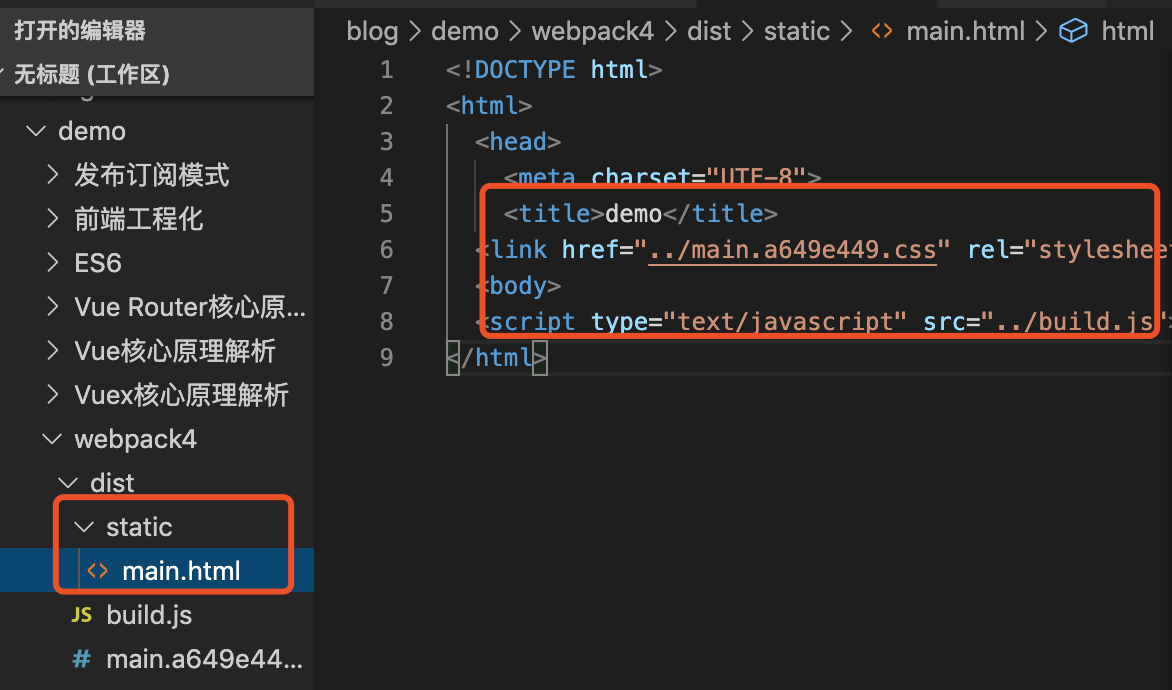 打开的编辑器
无标题 (工作区)
demo
发布订阅模式
前端工程化
ES6
Vue Router核心原...
Vue核心原理解析
Vuex核心原理解析
webpack4
dist
static
<> main.html
JS build.js
# main.a649e44...
blog > demo > webpack4 > dist > static > <> main.html > html
1 <!DOCTYPE html>
2 <html>
3 <head>
4 <meta charset="UTF-8">
5 <title>demo</title>
6 <link href="../main.a649e449.css" rel="styleshee
7 <body>
8 <script type="text/javascript" src="../build.js">
9 </html>